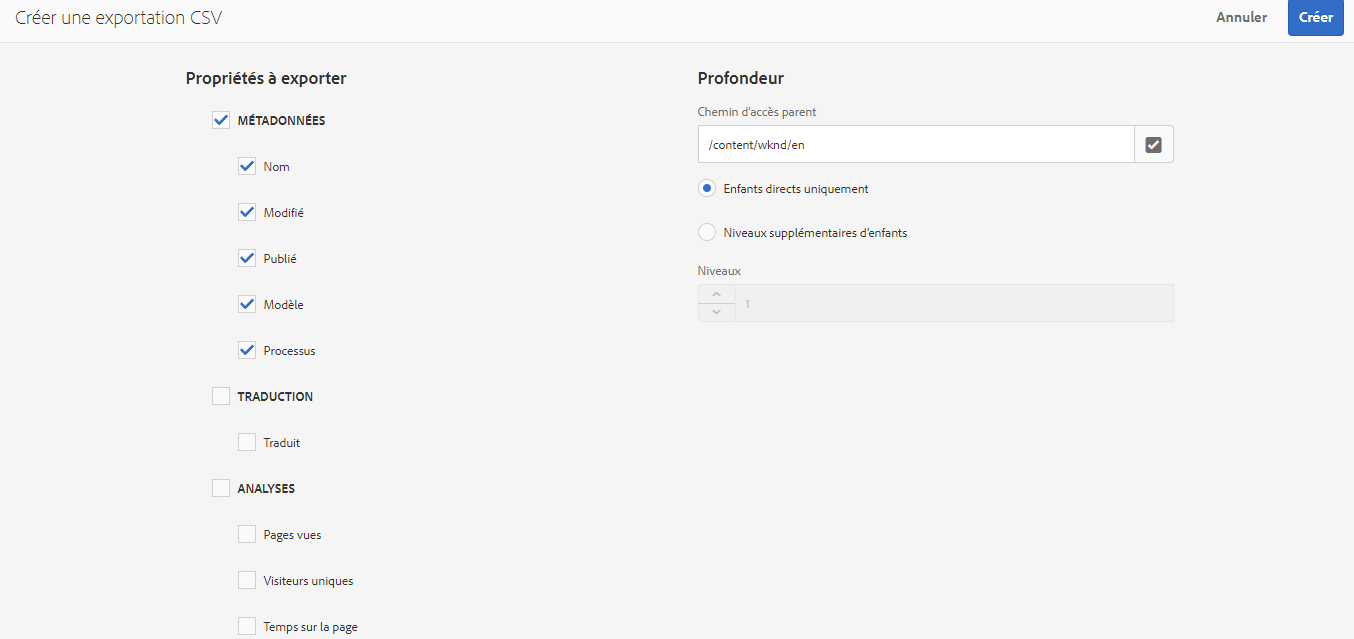 Créer une exportation CSV
Annuler
Créer
Propriétés à exporter
MÉTADONNÉES
Nom
Modifié
Publié
Modèle
Processus
TRADUCTION
Traduit
ANALYSES
Pages vues
Visiteurs uniques
Temps sur la page
Profondeur
Chemin d’accès parent
/content/wknd/en
Enfants directs uniquement
Niveaux supplémentaires d’enfants
Niveaux
1